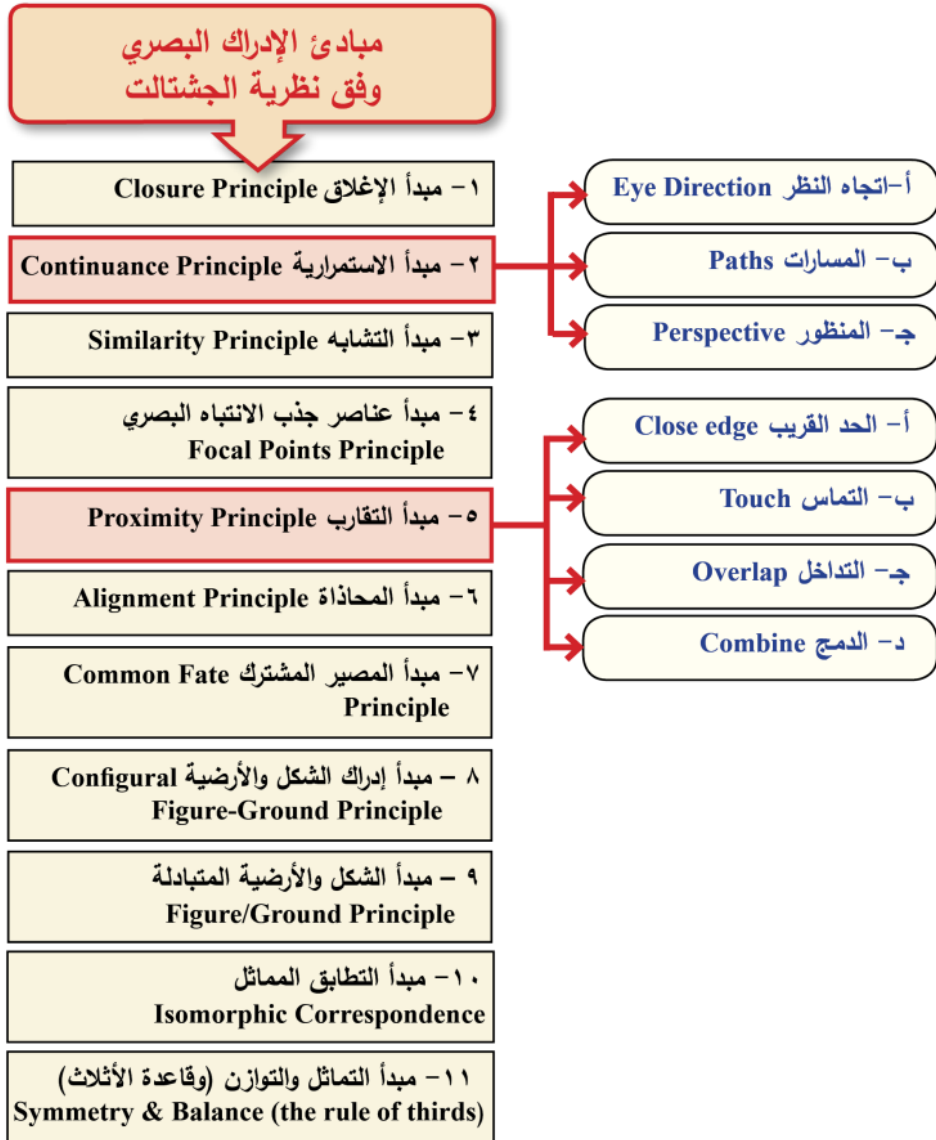 مبادئ الإدراك البصري
وفق نظرية الجشتالت
١- مبدأ الإغلاق Closure Principle
٢- مبدأ الاستمرارية Continuance Principle
أ-اتجاه النظر Eye Direction
ب- المسارات Paths
جـ- المنظور Perspective
٣- مبدأ التشابه Similarity Principle
٤- مبدأ عناصر جذب الانتباه البصري
Focal Points Principle
٥- مبدأ التقارب Proximity Principle
أ- الحد القريب Close edge
ب- التماس Touch
جـ- التداخل Overlap
د- الدمج Combine
٦- مبدأ المحاذاة Alignment Principle
٧- مبدأ المصير المشترك Common Fate
Principle
٨ – مبدأ إدراك الشكل والأرضية Configural
Figure-Ground Principle
٩ – مبدأ الشكل والأرضية المتبادلة
Figure/Ground Principle
١٠- مبدأ التطابق المماثل
Isomorphic Correspondence
١١- مبدأ التماثل والتوازن (وقاعدة الأثلاث)
Symmetry & Balance (the rule of thirds)